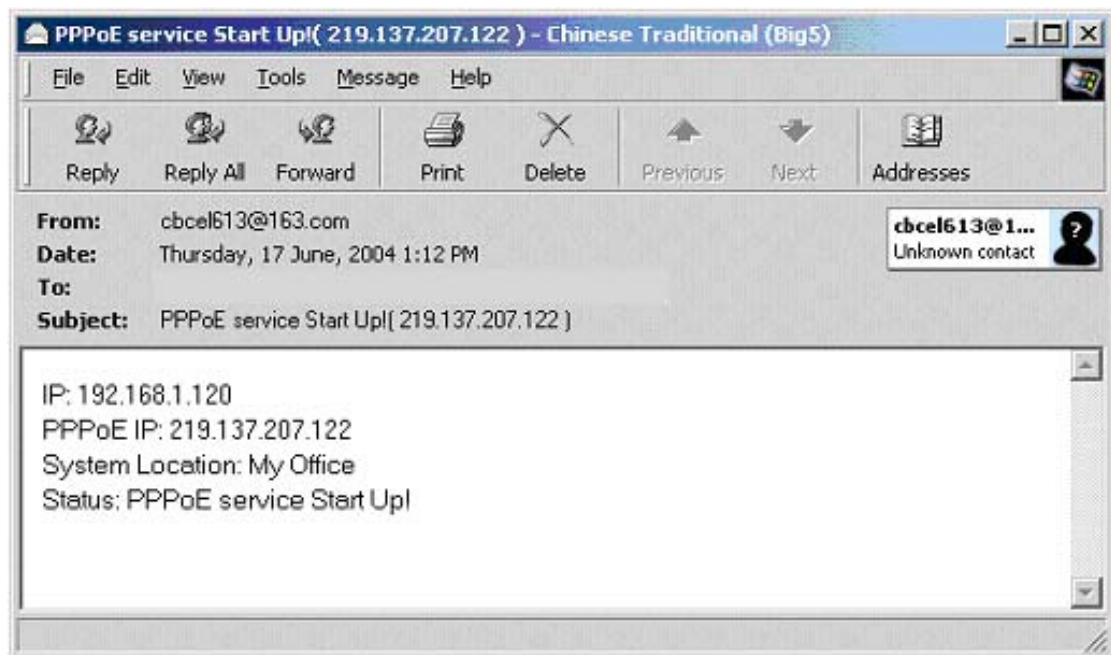 PPPoE service Start Up!( 219.137.207.122 ) - Chinese Traditional (Big5)
File Edit View Tools Message Help
Reply Reply All Forward Print Delete Previous Next Addresses
From: cbcel613@163.com
cbcel613@1...
Unknown contact
?
Date: Thursday, 17 June, 2004 1:12 PM
To:
Subject: PPPoE service Start Up!( 219.137.207.122 )
IP: 192.168.1.120
PPPoE IP: 219.137.207.122
System Location: My Office
Status: PPPoE service Start Up!